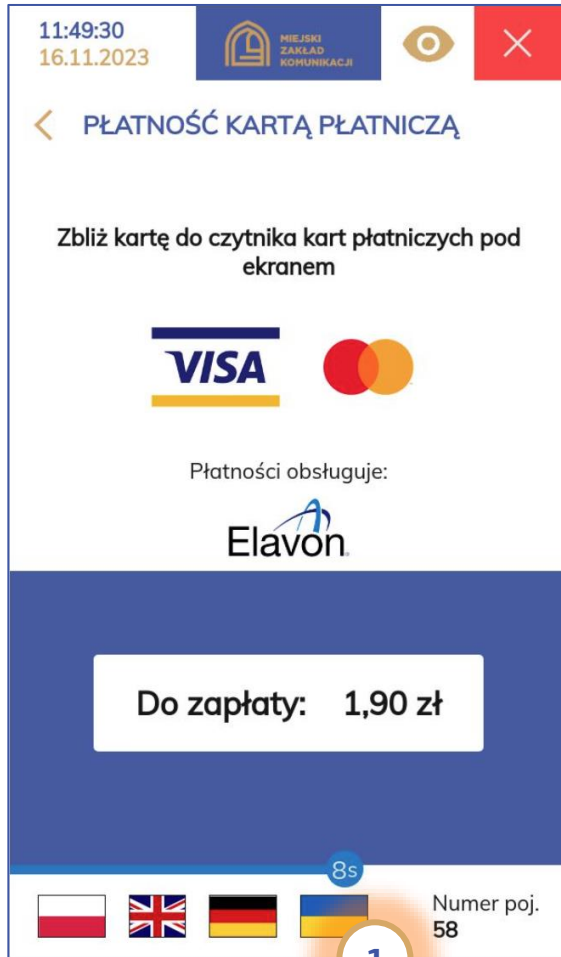 11:49:30
16.11.2023
MIEJSKI
ZAKŁAD
KOMUNIKACJI
PŁATNOŚĆ KARTĄ PŁATNICZĄ
Zbliż kartę do czytnika kart płatniczych pod
ekranem
VISA
Płatności obsługuje:
Elavon
Do zapłaty: 1,90 zł
8s
Numer poj.
58
1